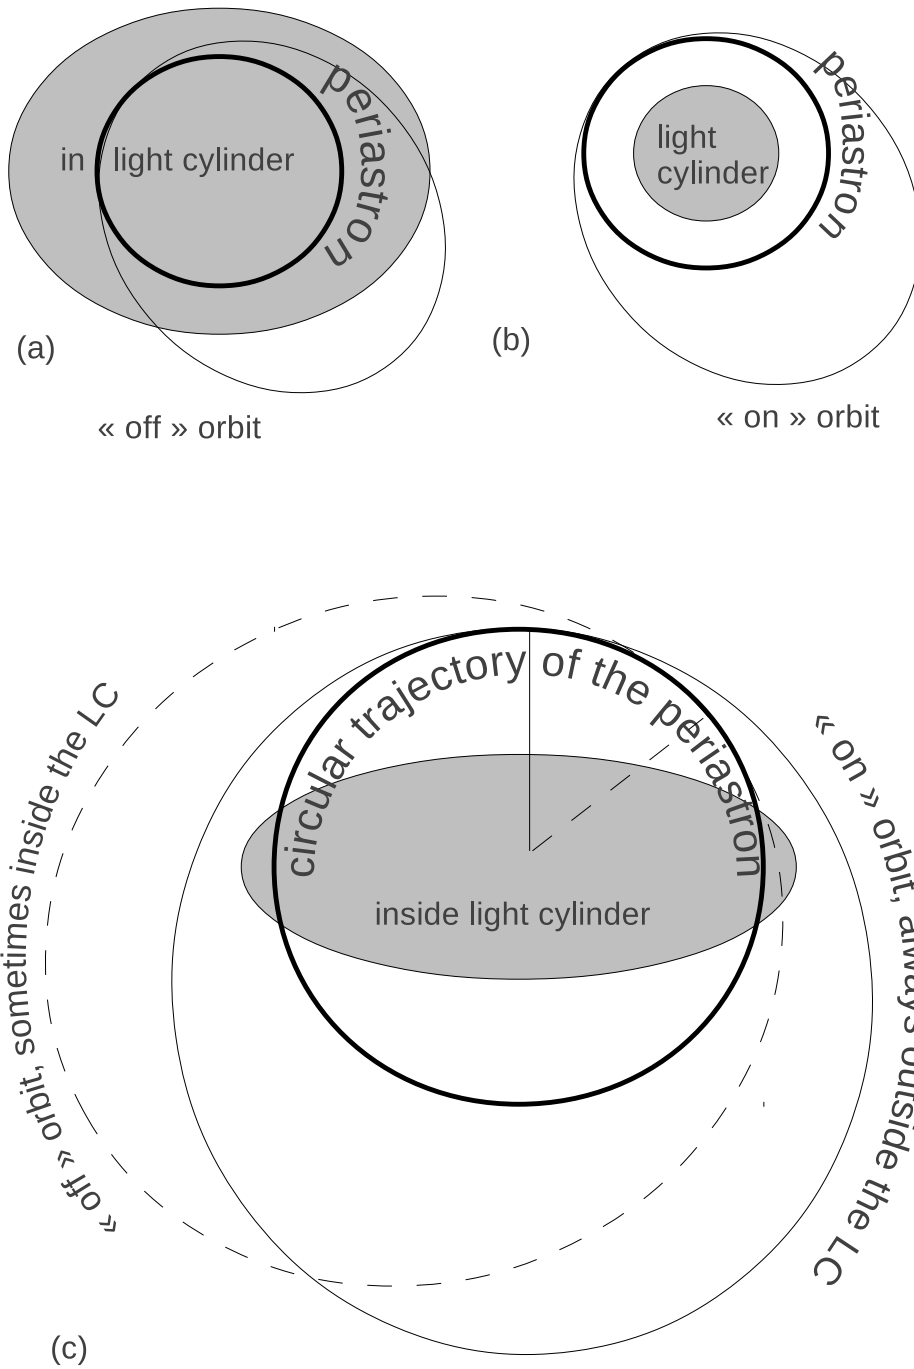 periastron
in light cylinder
(a)
« off » orbit
periastron
light
cylinder
(b)
« on » orbit
circular trajectory of the periastron
inside light cylinder
« off » orbit, sometimes inside the LC
« on » orbit, always outside the LC
(c)